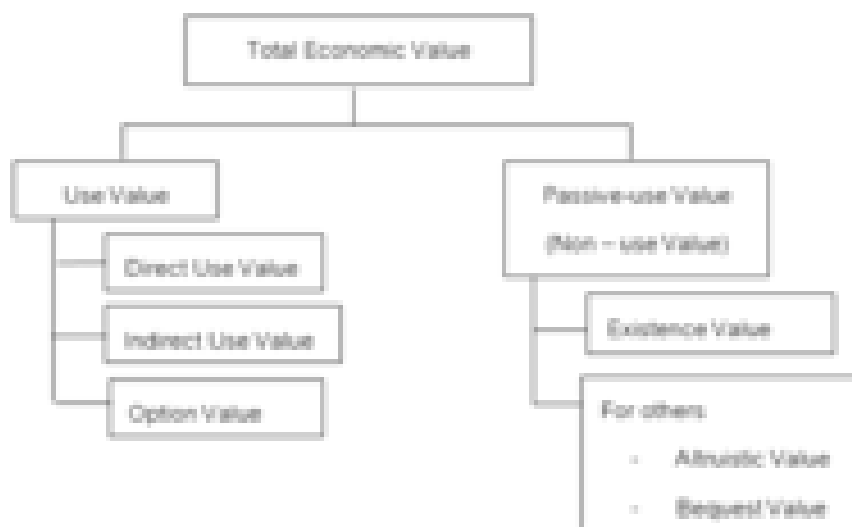 Total Economic Value
Use Value
Direct Use Value
Indirect Use Value
Option Value
Passive-use Value
(Non – use Value)
Existence Value
For others
- Altruistic Value
- Bequest Value